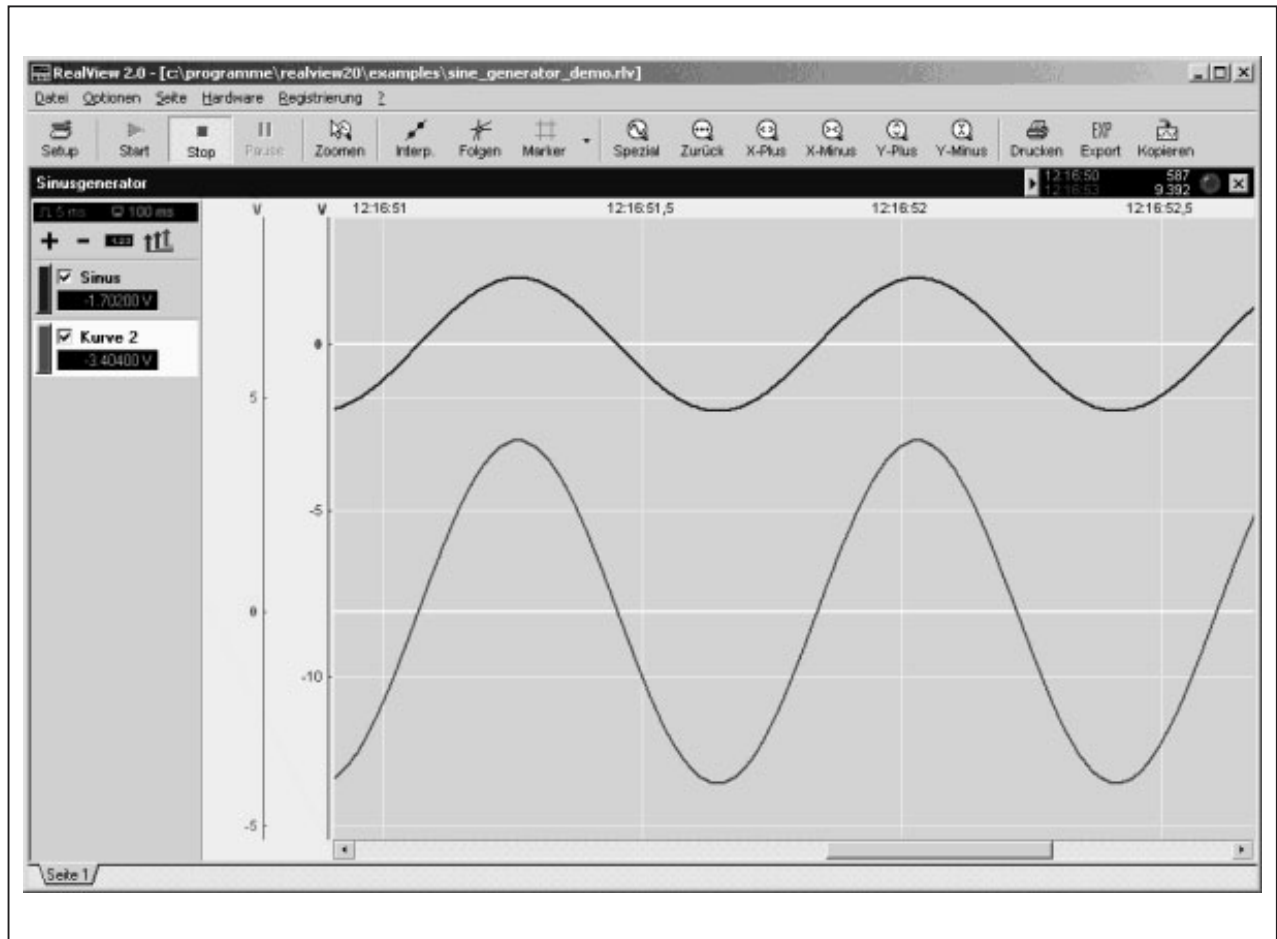 RealView 2.0 - [c:\programme\realview20\examples\sine_generator_demo.rlv]
Datei Optionen Seite Hardware Registrierung ?
Setup Start Stop Pause Zoomen Interp. Folgen Marker Spezial Zurück X-Plus X-Minus Y-Plus Y-Minus Drucken EXP Export Kopieren
Sinusgenerator
12:16:50 587
12:16:53 9.392
5 ms 100 ms
V V 12:16:51 12:16:51,5 12:16:52 12:16:52,5
Sinus
-1.70200 V
Kurve 2
-3.40400 V
0
5
-5
0
-10
-5
Seite 1